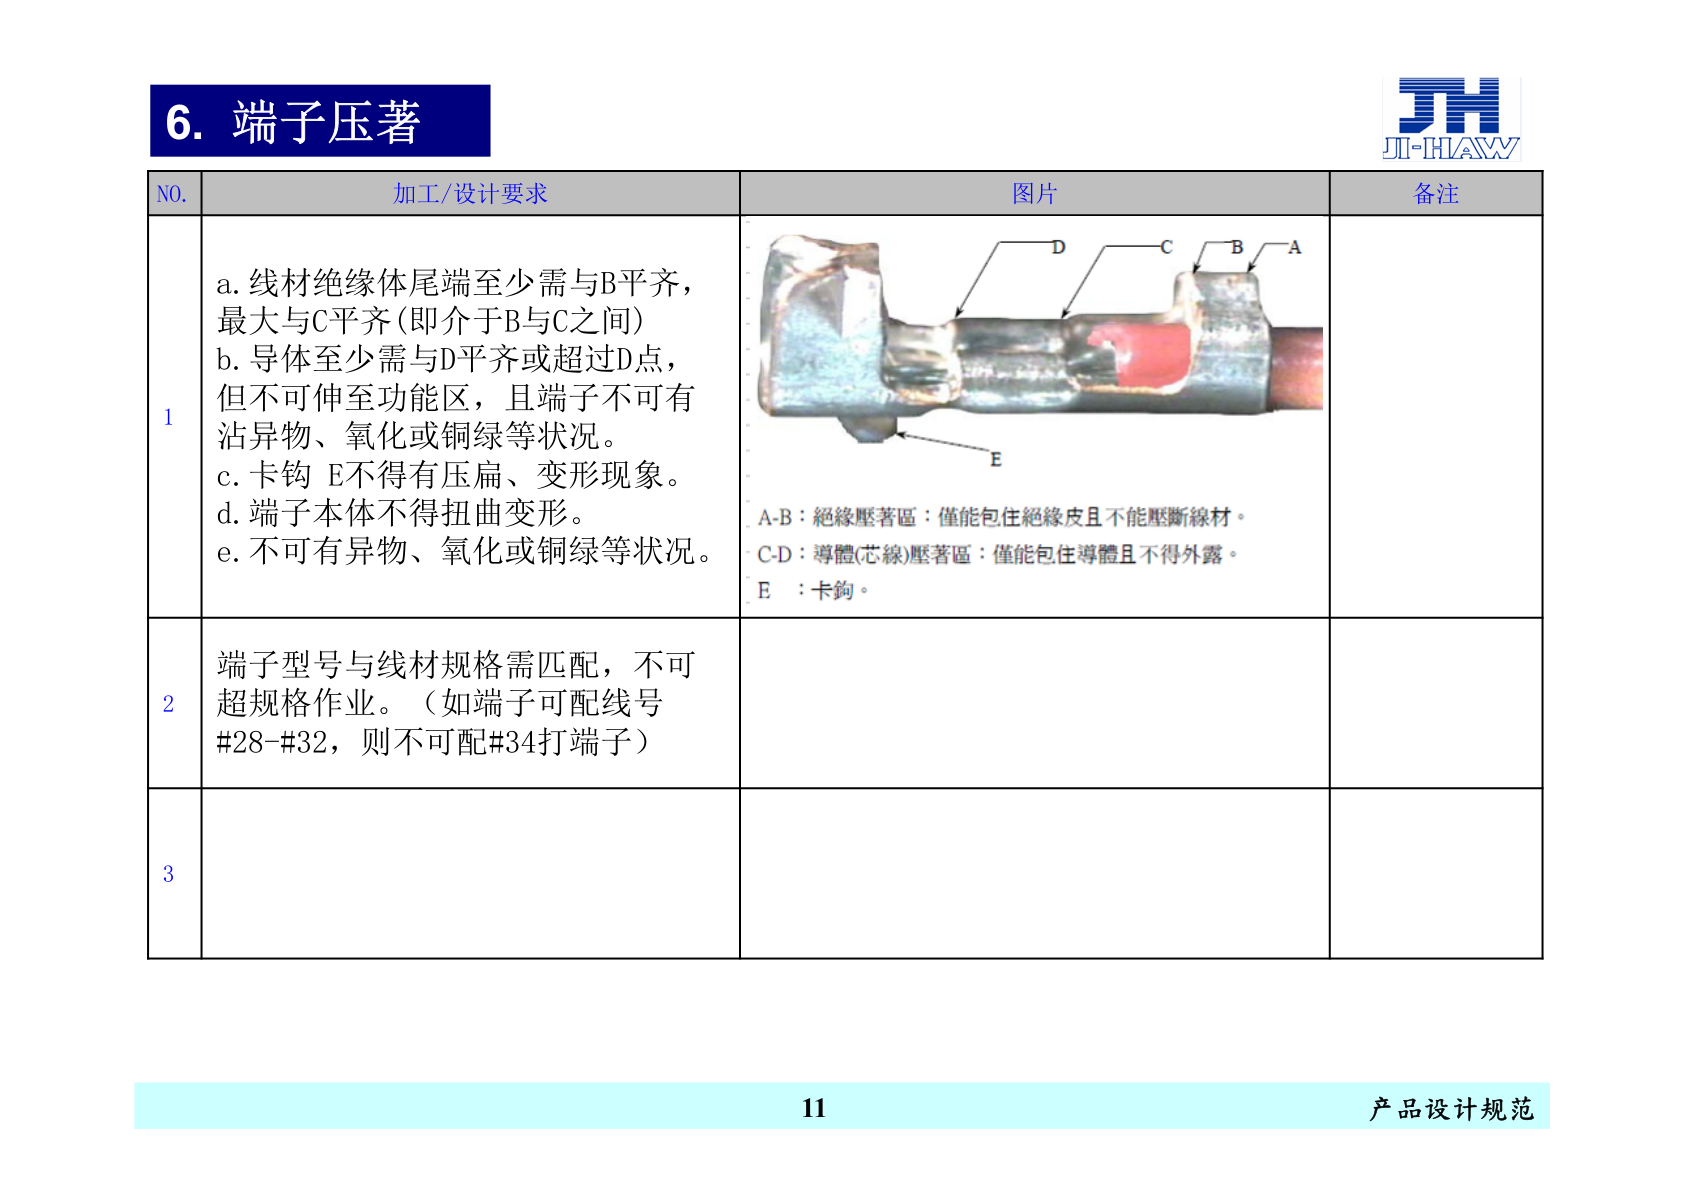 6. 端子压著
JH
JI-HAW
NO.
加工/设计要求
图片
备注
1
a.线材绝缘体尾端至少需与B平齐，
最大与C平齐(即介于B与C之间)
b.导体至少需与D平齐或超过D点，
但不可伸至功能区，且端子不可有
沾异物、氧化或铜绿等状况。
c.卡钩 E不得有压扁、变形现象。
d.端子本体不得扭曲变形。
e.不可有异物、氧化或铜绿等状况。
D
C
B
A
E
A-B：絕緣壓著區：僅能包住絕緣皮且不能壓斷線材。
C-D：導體(芯線)壓著區：僅能包住導體且不得外露。
E ：卡鉤。
2
端子型号与线材规格需匹配，不可
超规格作业。（如端子可配线号
#28-#32，则不可配#34打端子）
3
11
产品设计规范